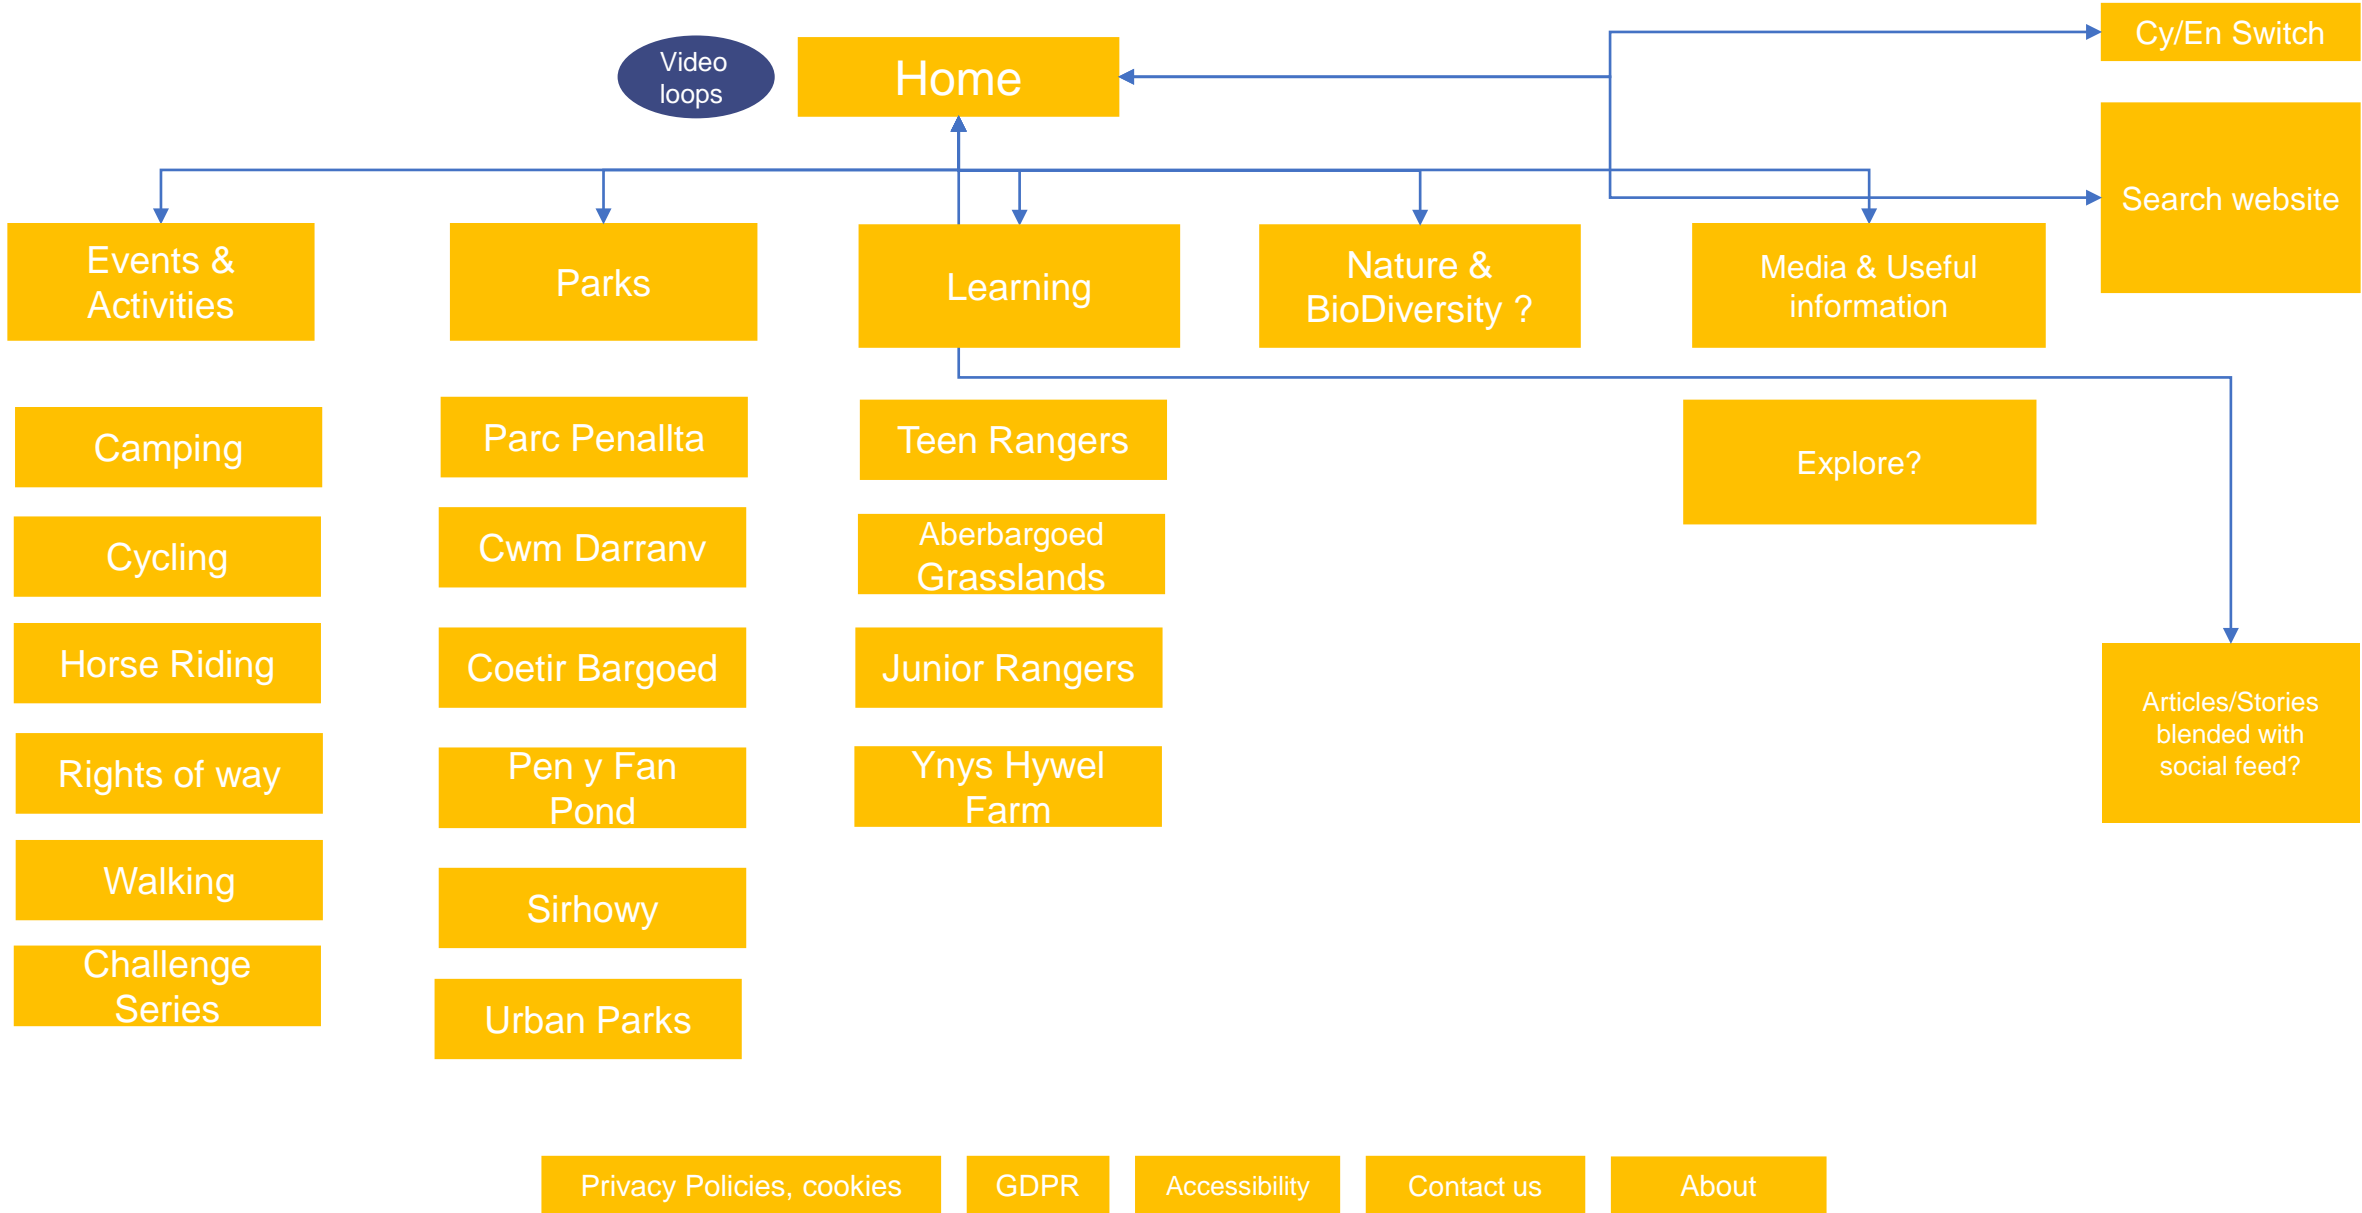 Video
loops
Home
Cy/En Switch
Search website
Events &
Activities
Parks
Learning
Nature &
BioDiversity ?
Media & Useful
information
Camping
Cycling
Horse Riding
Rights of way
Walking
Challenge
Series
Parc Penallta
Cwm Darranv
Coetir Bargoed
Pen y Fan
Pond
Sirhowy
Urban Parks
Teen Rangers
Aberbargoed
Grasslands
Junior Rangers
Ynys Hywel
Farm
Explore?
Articles/Stories
blended with
social feed?
Privacy Policies, cookies
GDPR
Accessibility
Contact us
About